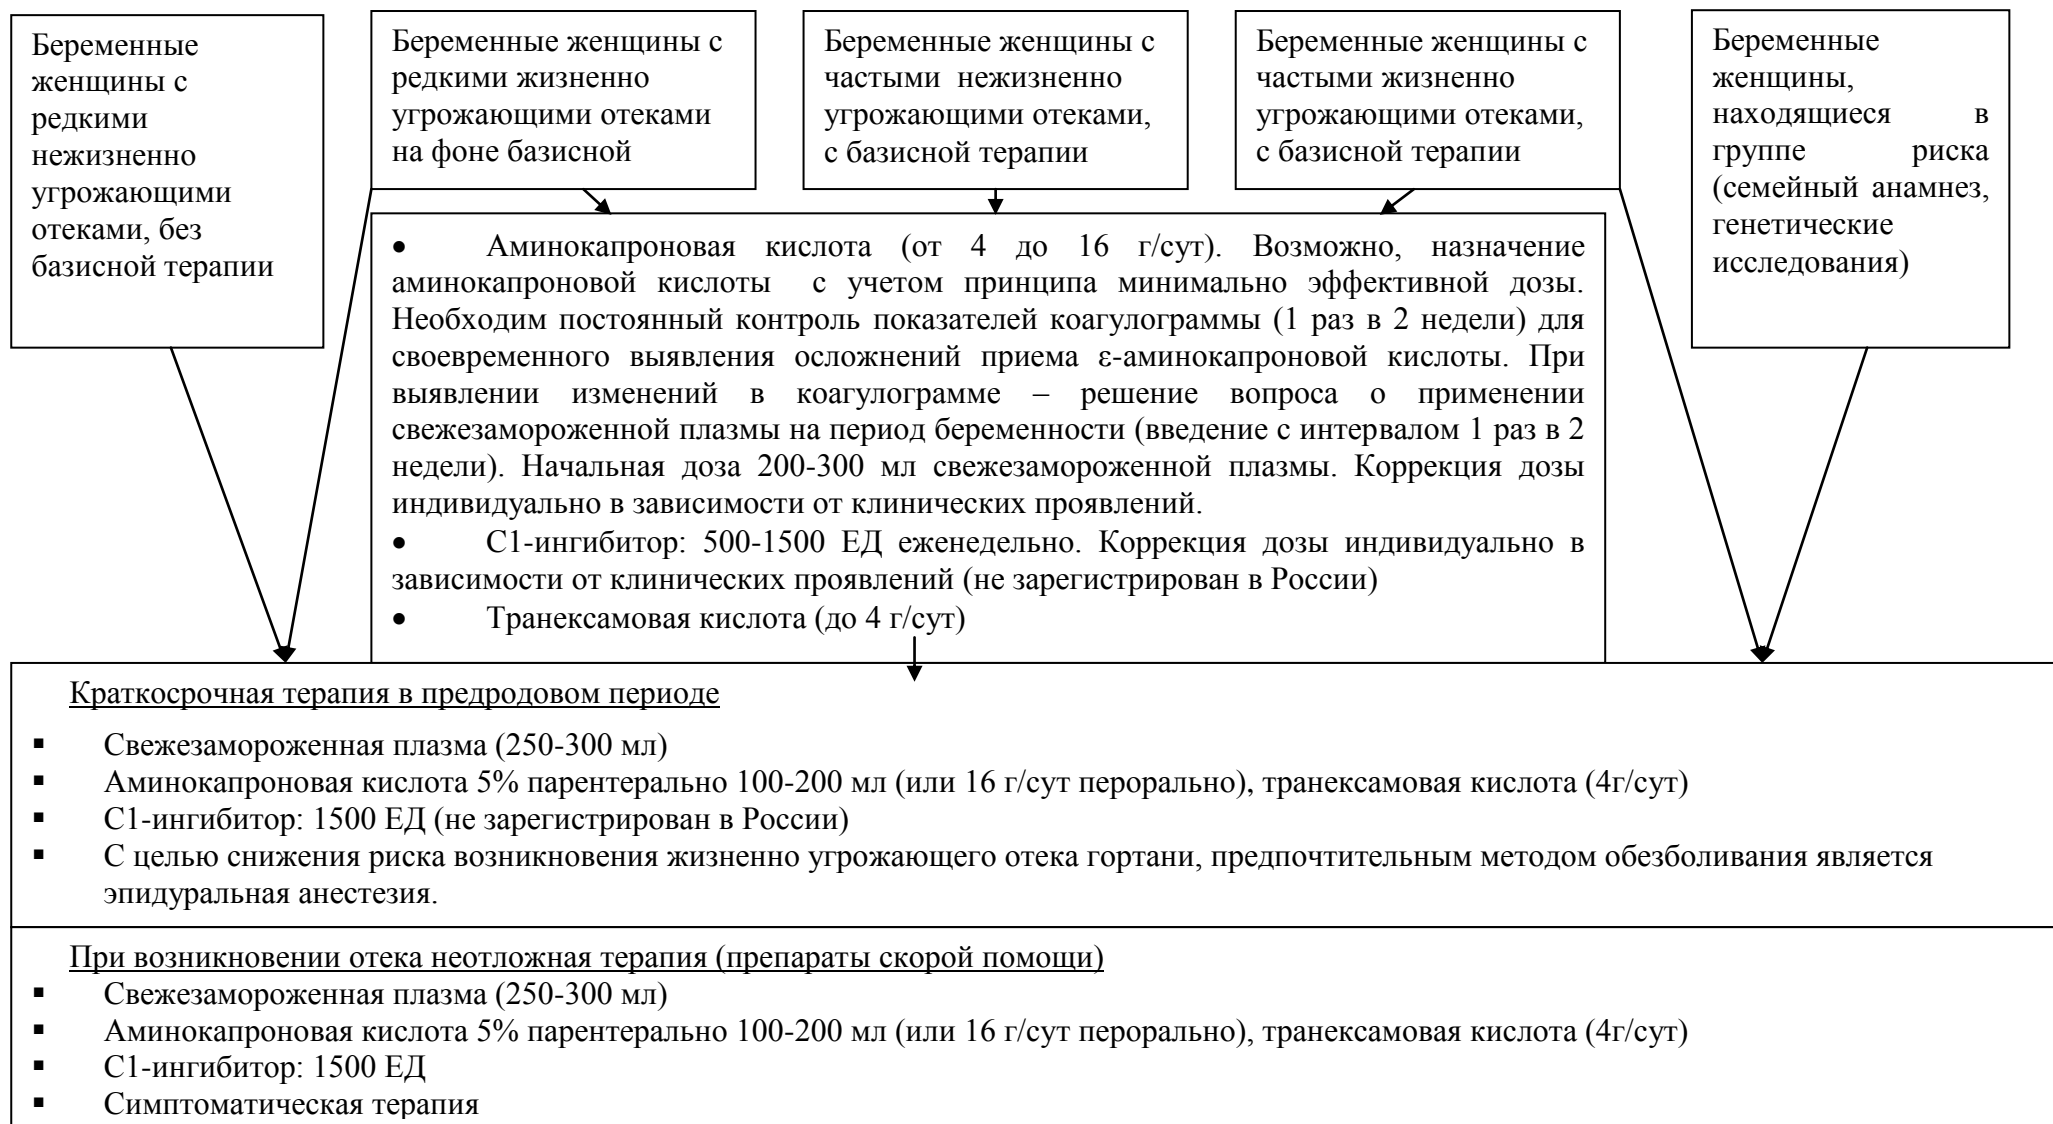 Беременные
женщины с
редкими
нежизненно
угрожающими
отеками, без
базисной терапии
Беременные женщины с
редкими жизненно
угрожающими отеками
на фоне базисной
Беременные женщины с
частыми нежизненно
угрожающими отеками,
с базисной терапии
Беременные женщины с
частыми жизненно
угрожающими отеками,
с базисной терапии
Беременные
женщины,
находящиеся в
группе риска
(семейный анамнез,
генетические
исследования)
• Аминокапроновая кислота (от 4 до 16 г/сут). Возможно, назначение
аминокапроновой кислоты с учетом принципа минимально эффективной дозы.
Необходим постоянный контроль показателей коагулограммы (1 раз в 2 недели) для
своевременного выявления осложнений приема ε-аминокапроновой кислоты. При
выявлении изменений в коагулограмме – решение вопроса о применении
свежезамороженной плазмы на период беременности (введение с интервалом 1 раз в 2
недели). Начальная доза 200-300 мл свежезамороженной плазмы. Коррекция дозы
индивидуально в зависимости от клинических проявлений.
• С1-ингибитор: 500-1500 ЕД еженедельно. Коррекция дозы индивидуально в
зависимости от клинических проявлений (не зарегистрирован в России)
• Транексамовая кислота (до 4 г/сут)
Краткосрочная терапия в предродовом периоде
▪ Свежезамороженная плазма (250-300 мл)
▪ Аминокапроновая кислота 5% парентерально 100-200 мл (или 16 г/сут перорально), транексамовая кислота (4г/сут)
▪ С1-ингибитор: 1500 ЕД (не зарегистрирован в России)
▪ С целью снижения риска возникновения жизненно угрожающего отека гортани, предпочтительным методом обезболивания является
эпидуральная анестезия.
При возникновении отека неотложная терапия (препараты скорой помощи)
▪ Свежезамороженная плазма (250-300 мл)
▪ Аминокапроновая кислота 5% парентерально 100-200 мл (или 16 г/сут перорально), транексамовая кислота (4г/сут)
▪ С1-ингибитор: 1500 ЕД
▪ Симптоматическая терапия